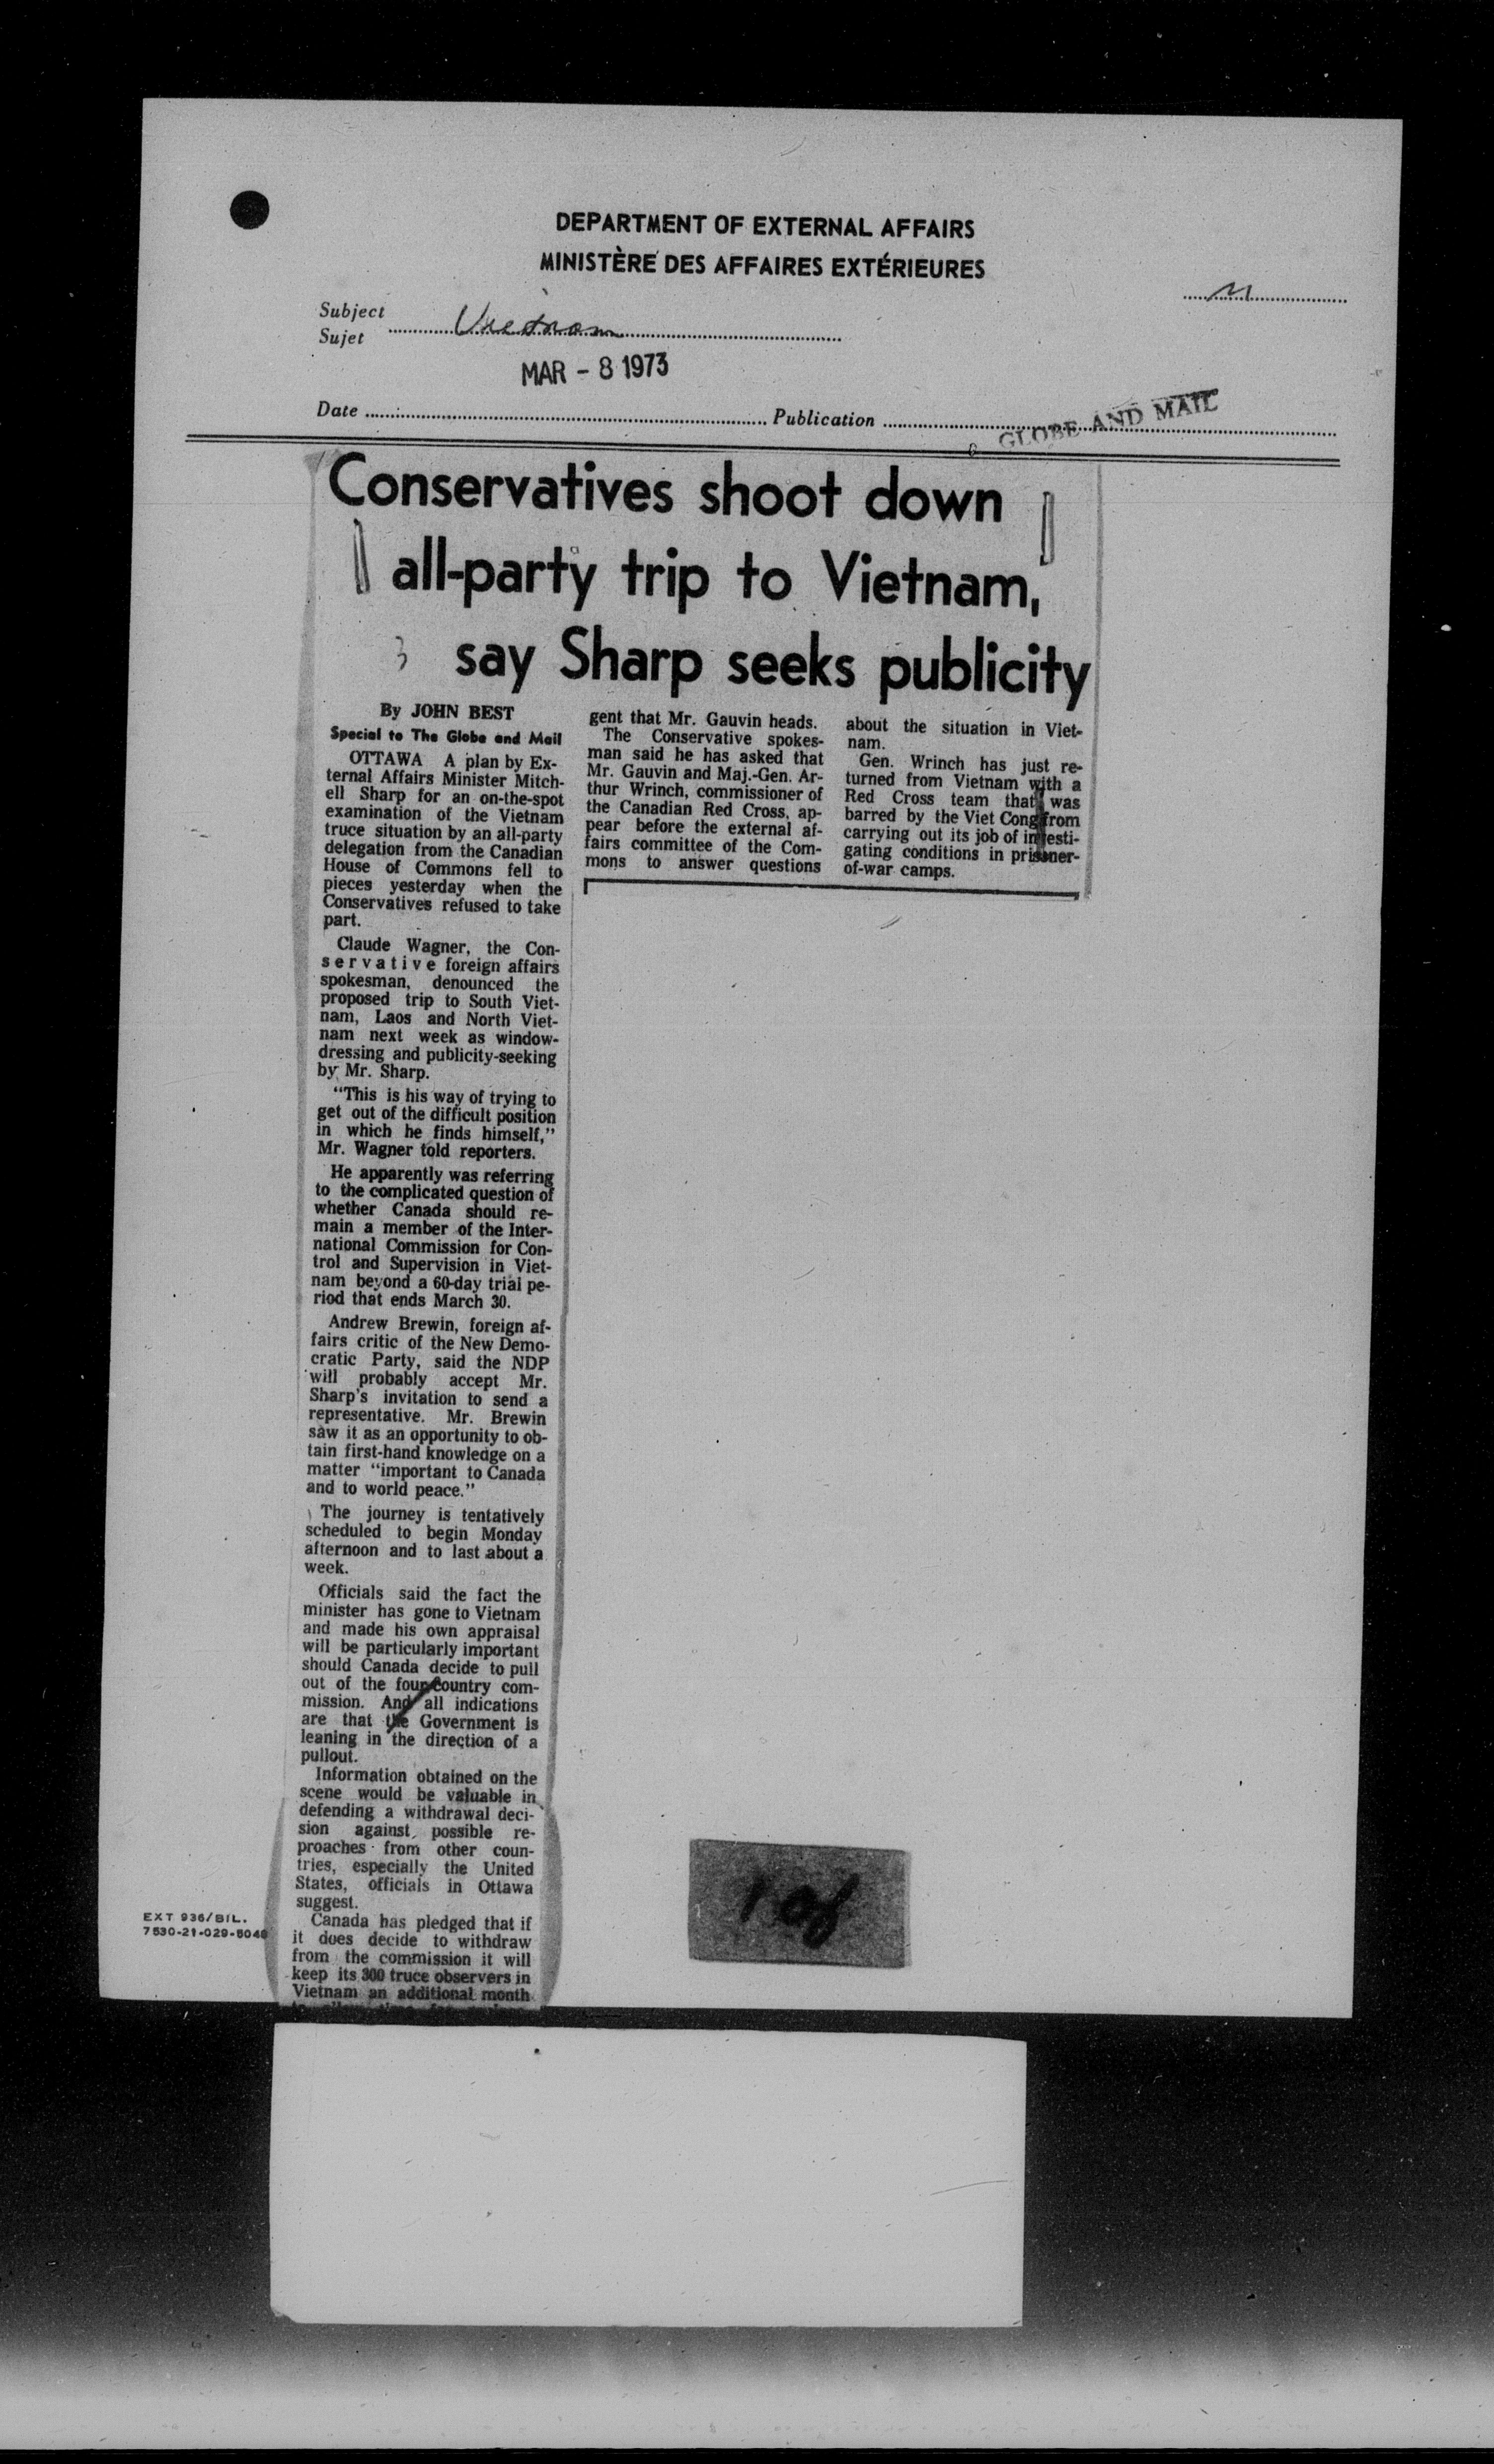 DEPARTMENT OF EXTERNAL AFFAIRS
MINISTÈRE DES AFFAIRES EXTÉRIEURES
Subject
Sujet Vietnam
MAR - 8 1973
Date Publication GLOBE AND MAIL
Conservatives shoot down
all-party trip to Vietnam,
say Sharp seeks publicity
By JOHN BEST
Special to The Globe and Mail
OTTAWA A plan by Ex-
ternal Affairs Minister Mitch-
ell Sharp for an on-the-spot
examination of the Vietnam
truce situation by an all-party
delegation from the Canadian
House of Commons fell to
pieces yesterday when the
Conservatives refused to take
part.
Claude Wagner, the Con-
servative foreign affairs
spokesman, denounced the
proposed trip to South Viet-
nam, Laos and North Viet-
nam next week as window-
dressing and publicity-seeking
by Mr. Sharp.
"This is his way of trying to
get out of the difficult position
in which he finds himself,"
Mr. Wagner told reporters.
He apparently was referring
to the complicated question of
whether Canada should re-
main a member of the Inter-
national Commission for Con-
trol and Supervision in Viet-
nam beyond a 60-day trial pe-
riod that ends March 30.
Andrew Brewin, foreign af-
fairs critic of the New Demo-
cratic Party, said the NDP
will probably accept Mr.
Sharp's invitation to send a
representative. Mr. Brewin
saw it as an opportunity to ob-
tain first-hand knowledge on a
matter "important to Canada
and to world peace."
The journey is tentatively
scheduled to begin Monday
afternoon and to last about a
week.
Officials said the fact the
minister has gone to Vietnam
and made his own appraisal
will be particularly important
should Canada decide to pull
out of the four-country com-
mission. And all indications
are that the Government is
leaning in the direction of a
pullout.
Information obtained on the
scene would be valuable in
defending a withdrawal deci-
sion against possible re-
proaches from other coun-
tries, especially the United
States, officials in Ottawa
suggest.
Canada has pledged that if
it does decide to withdraw
from the commission it will
keep its 300 truce observers in
Vietnam an additional month
gent that Mr. Gauvin heads.
The Conservative spokes-
man said he has asked that
Mr. Gauvin and Maj.-Gen. Ar-
thur Wrinch, commissioner of
the Canadian Red Cross, ap-
pear before the external af-
fairs committee of the Com-
mons to answer questions
about the situation in Viet-
nam.
Gen. Wrinch has just re-
turned from Vietnam with a
Red Cross team that was
barred by the Viet Cong from
carrying out its job of investi-
gating conditions in prisoner-
of-war camps.
EXT 936/BIL.
7530-21-029-5046
1 of